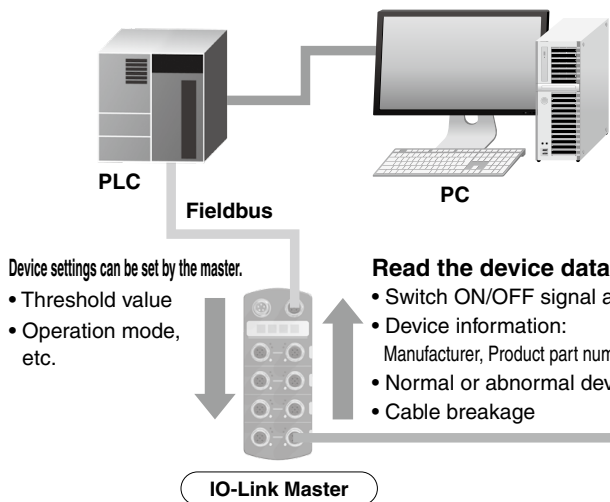 PLC
PC
Fieldbus
Device settings can be set by the master.
• Threshold value
• Operation mode,
etc.
Read the device data
• Switch ON/OFF signal a
• Device information:
Manufacturer, Product part num
• Normal or abnormal dev
• Cable breakage
IO-Link Master